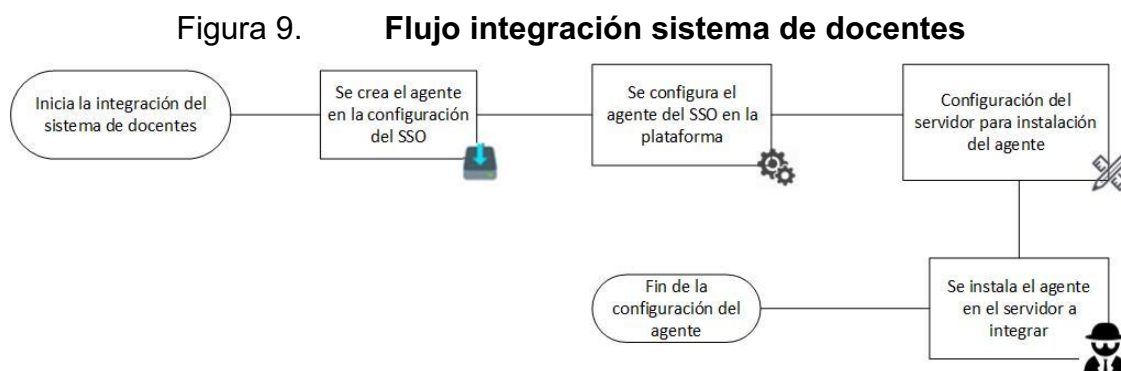 Figura 9. Flujo integración sistema de docentes
Inicia la integración del
sistema de docentes
Se crea el agente
en la configuración
del SSO
Se configura el
agente del SSO en la
plataforma
Configuración del
servidor para instalación
del agente
Se instala el agente
en el servidor a
integrar
Fin de la
configuración del
agente